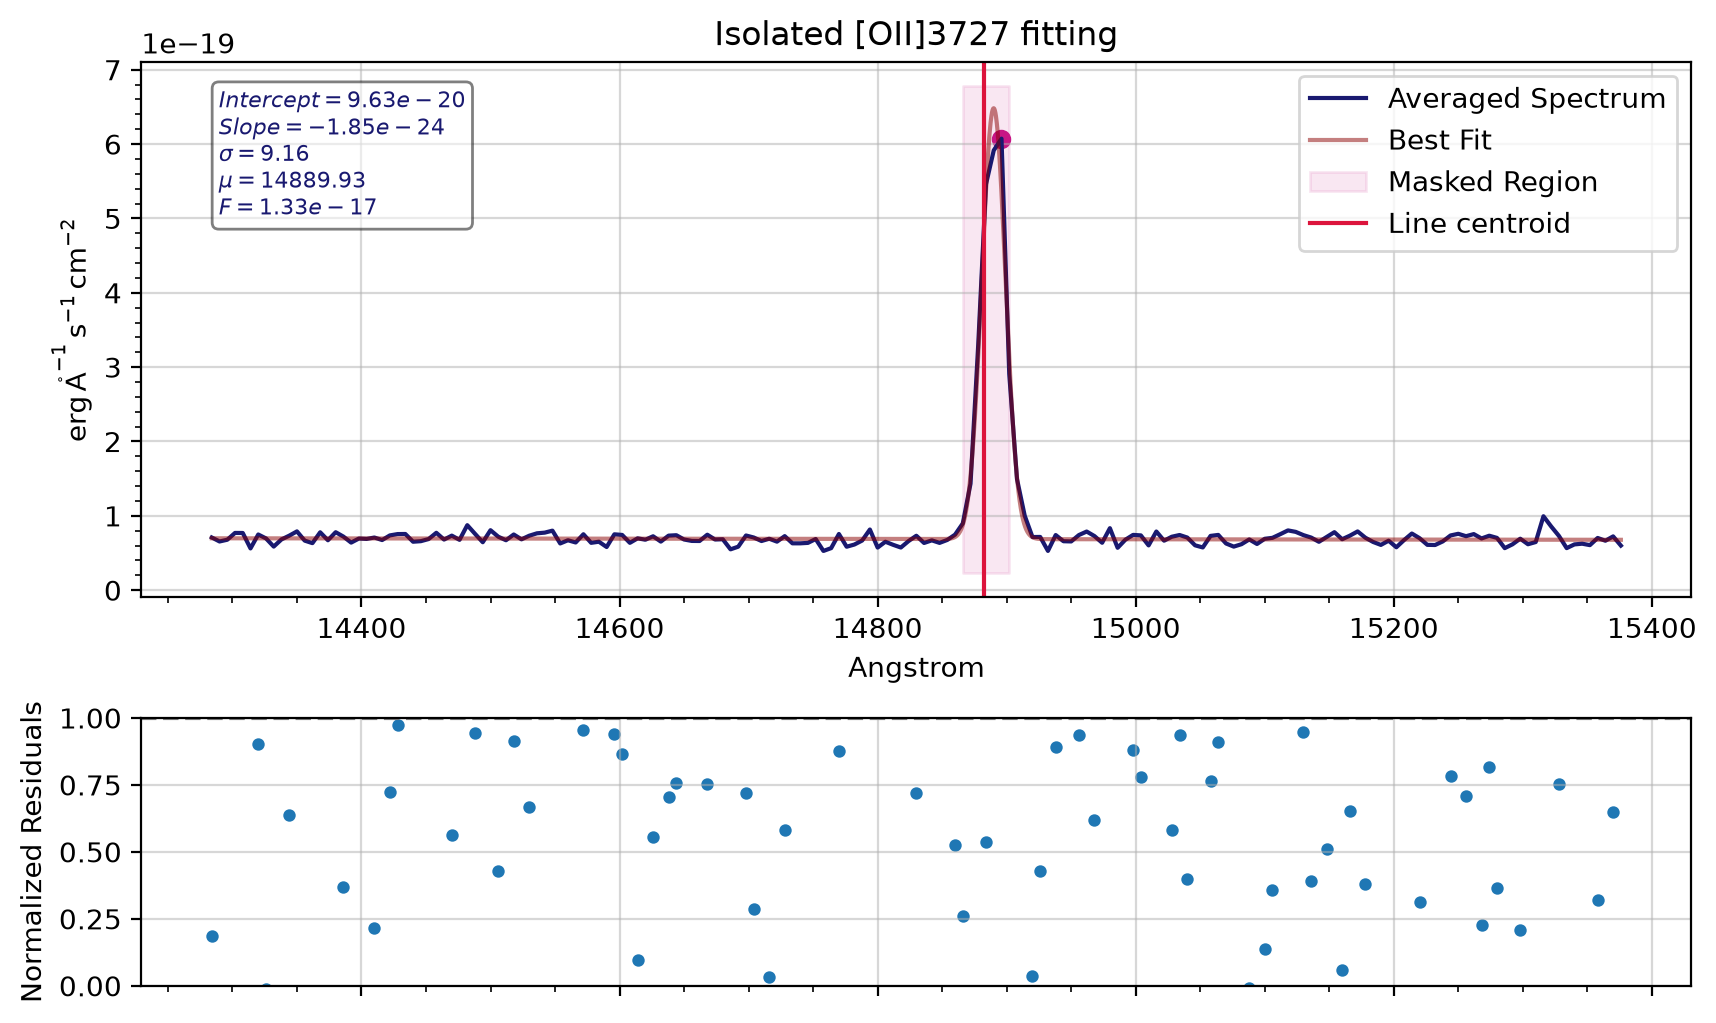 Isolated [OII]3727 fitting
1e−19
7
6
5
4
3
2
1
0
erg Å⁻¹ s⁻¹ cm⁻²
Intercept = 9.63e − 20
Slope = −1.85e − 24
σ = 9.16
μ = 14889.93
F = 1.33e − 17
Averaged Spectrum
Best Fit
Masked Region
Line centroid
14400 14600 14800 15000 15200 15400
Angstrom
Normalized Residuals
1.00
0.75
0.50
0.25
0.00